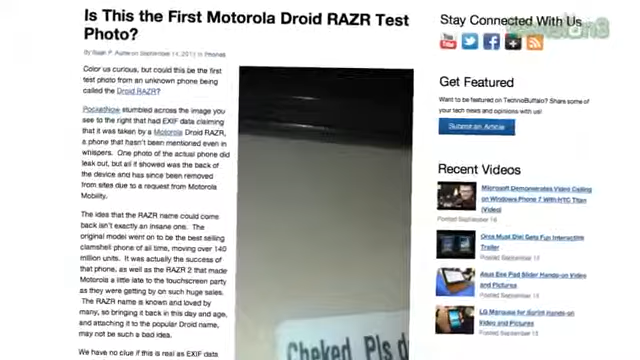 Is This the First Motorola Droid RAZR Test
Photo?
on September 14, 2011 in Phones
Color us curious, but could this be the first
test photo from an unknown phone being
called the Droid RAZR?
PocketNow stumbled across the image you
see to the right that had EXIF data claiming
that it was taken by a Motorola Droid RAZR,
a phone that hasn't been mentioned even in
whispers. One photo of the actual phone did
leak out, but all it showed was the back of
the device and has since been removed
from sites due to a request from Motorola
Mobility.
The idea that the RAZR name could come
back isn't exactly an insane one. The
original model went on to be the best selling
clamshell phone of all time, moving over 140
million units. It was actually the success of
that phone, as well as the RAZR 2 that made
Motorola a little late to the touchscreen party
as they were getting by on such huge sales.
The RAZR name is known and loved by
many, so bringing it back in this day and age,
and attaching it to the popular Droid name,
may not be such a bad idea.
We have no clue if this is real as EXIF data
Cheked. Pls d
Stay Connected With Us
You
Tube
Get Featured
Want to be featured on TechnoBuffalo? Share some of
your tech news and opinions with us!
Submit an Article
Recent Videos
Microsoft Demonstrates Video Calling
on Windows Phone 7 With HTC Titan
(Video)
Posted September 16
Orcs Must Die! Gets Fun Interactive
Trailer
Posted September
Asus Eee Pad Slider Hands-on Video
and Pictures
Posted September
LG Marquee for Sprint Hands-on
Video and Pictures
Posted September